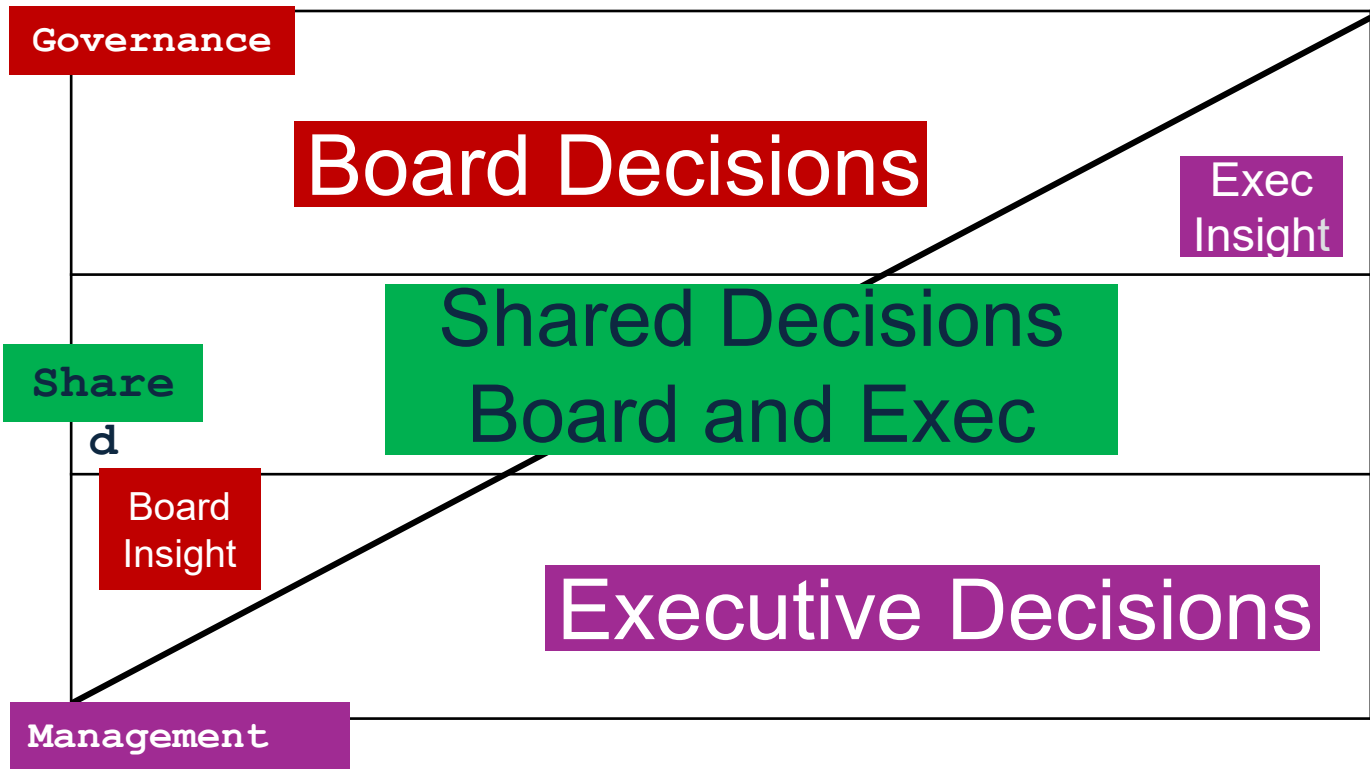 Governance
Board Decisions
Exec
Insight
Shared Decisions
Board and Exec
Share
d
Board
Insight
Executive Decisions
Management